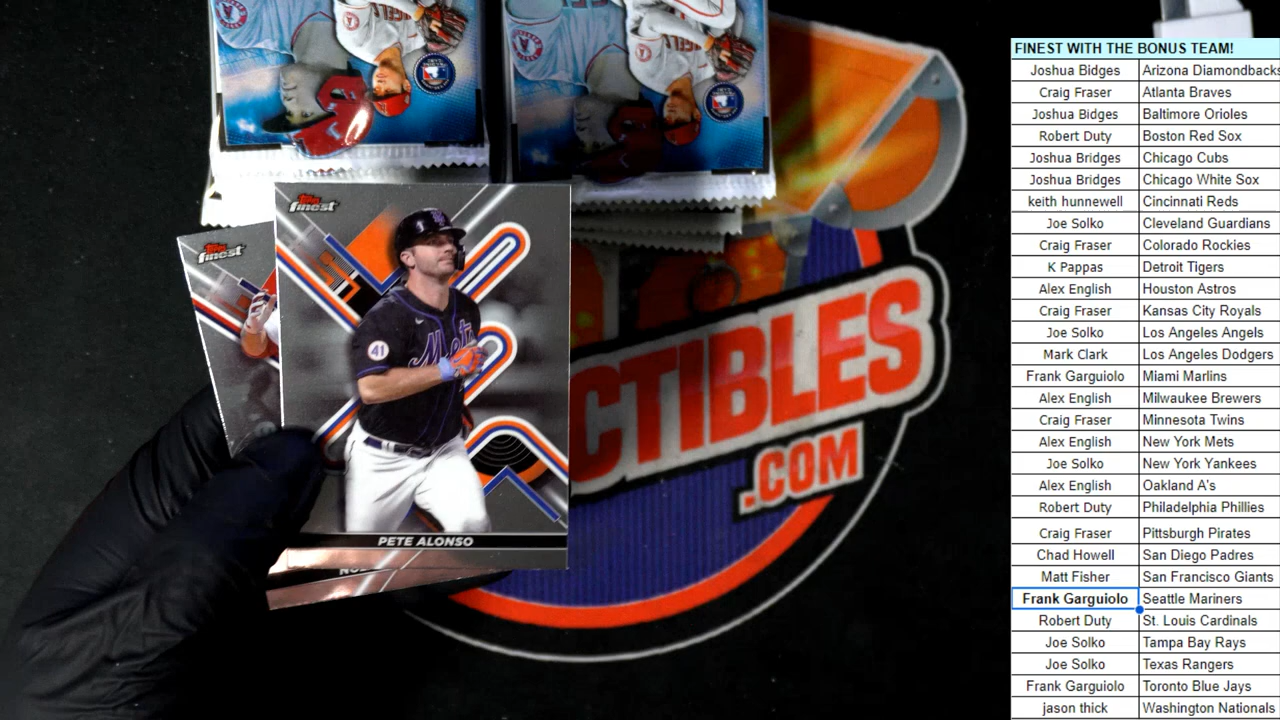 FINEST WITH THE BONUS TEAM!
Joshua Bidges Arizona Diamondbacks
Craig Fraser Atlanta Braves
Joshua Bidges Baltimore Orioles
Robert Duty Boston Red Sox
Joshua Bridges Chicago Cubs
Joshua Bridges Chicago White Sox
keith hunnewell Cincinnati Reds
Joe Solko Cleveland Guardians
Craig Fraser Colorado Rockies
K Pappas Detroit Tigers
Alex English Houston Astros
Craig Fraser Kansas City Royals
Joe Solko Los Angeles Angels
Mark Clark Los Angeles Dodgers
Frank Garguiolo Miami Marlins
Alex English Milwaukee Brewers
Craig Fraser Minnesota Twins
Alex English New York Mets
Joe Solko New York Yankees
Alex English Oakland A's
Robert Duty Philadelphia Phillies
Craig Fraser Pittsburgh Pirates
Chad Howell San Diego Padres
Matt Fisher San Francisco Giants
Frank Garguiolo Seattle Mariners
Robert Duty St. Louis Cardinals
Joe Solko Tampa Bay Rays
Joe Solko Texas Rangers
Frank Garguiolo Toronto Blue Jays
jason thick Washington Nationals
Topps
finest
Topps
finest
41
Mets
PETE ALONSO
CTIBLES
.COM